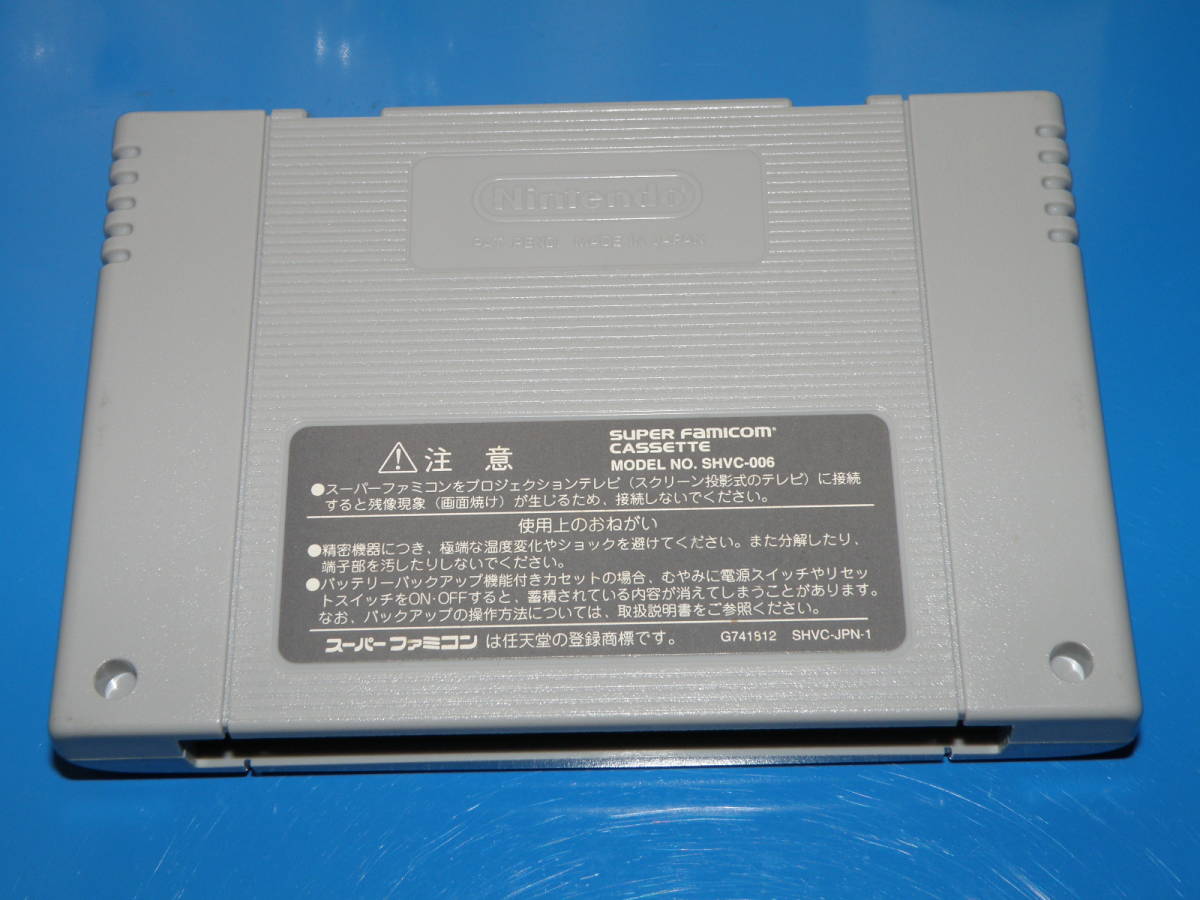 Nintendo
PAT. PEND. MADE IN JAPAN
注意
SUPER FAMICOM
CASSETTE
MODEL NO. SHVC-006
●スーパーファミコンをプロジェクションテレビ（スクリーン投影式のテレビ）に接続
すると残像現象（画面焼け）が生じるため、接続しないでください。
使用上のおねがい
●精密機器につき、極端な温度変化やショックを避けてください。また分解したり、
端子部を汚したりしないでください。
●バッテリーバックアップ機能付きカセットの場合、むやみに電源スイッチやリセッ
トスイッチをON·OFFすると、蓄積されている内容が消えてしまうことがあります。
なお、バックアップの操作方法については、取扱説明書をご参照ください。
スーパーファミコンは任天堂の登録商標です。 G741812 SHVC-JPN-1